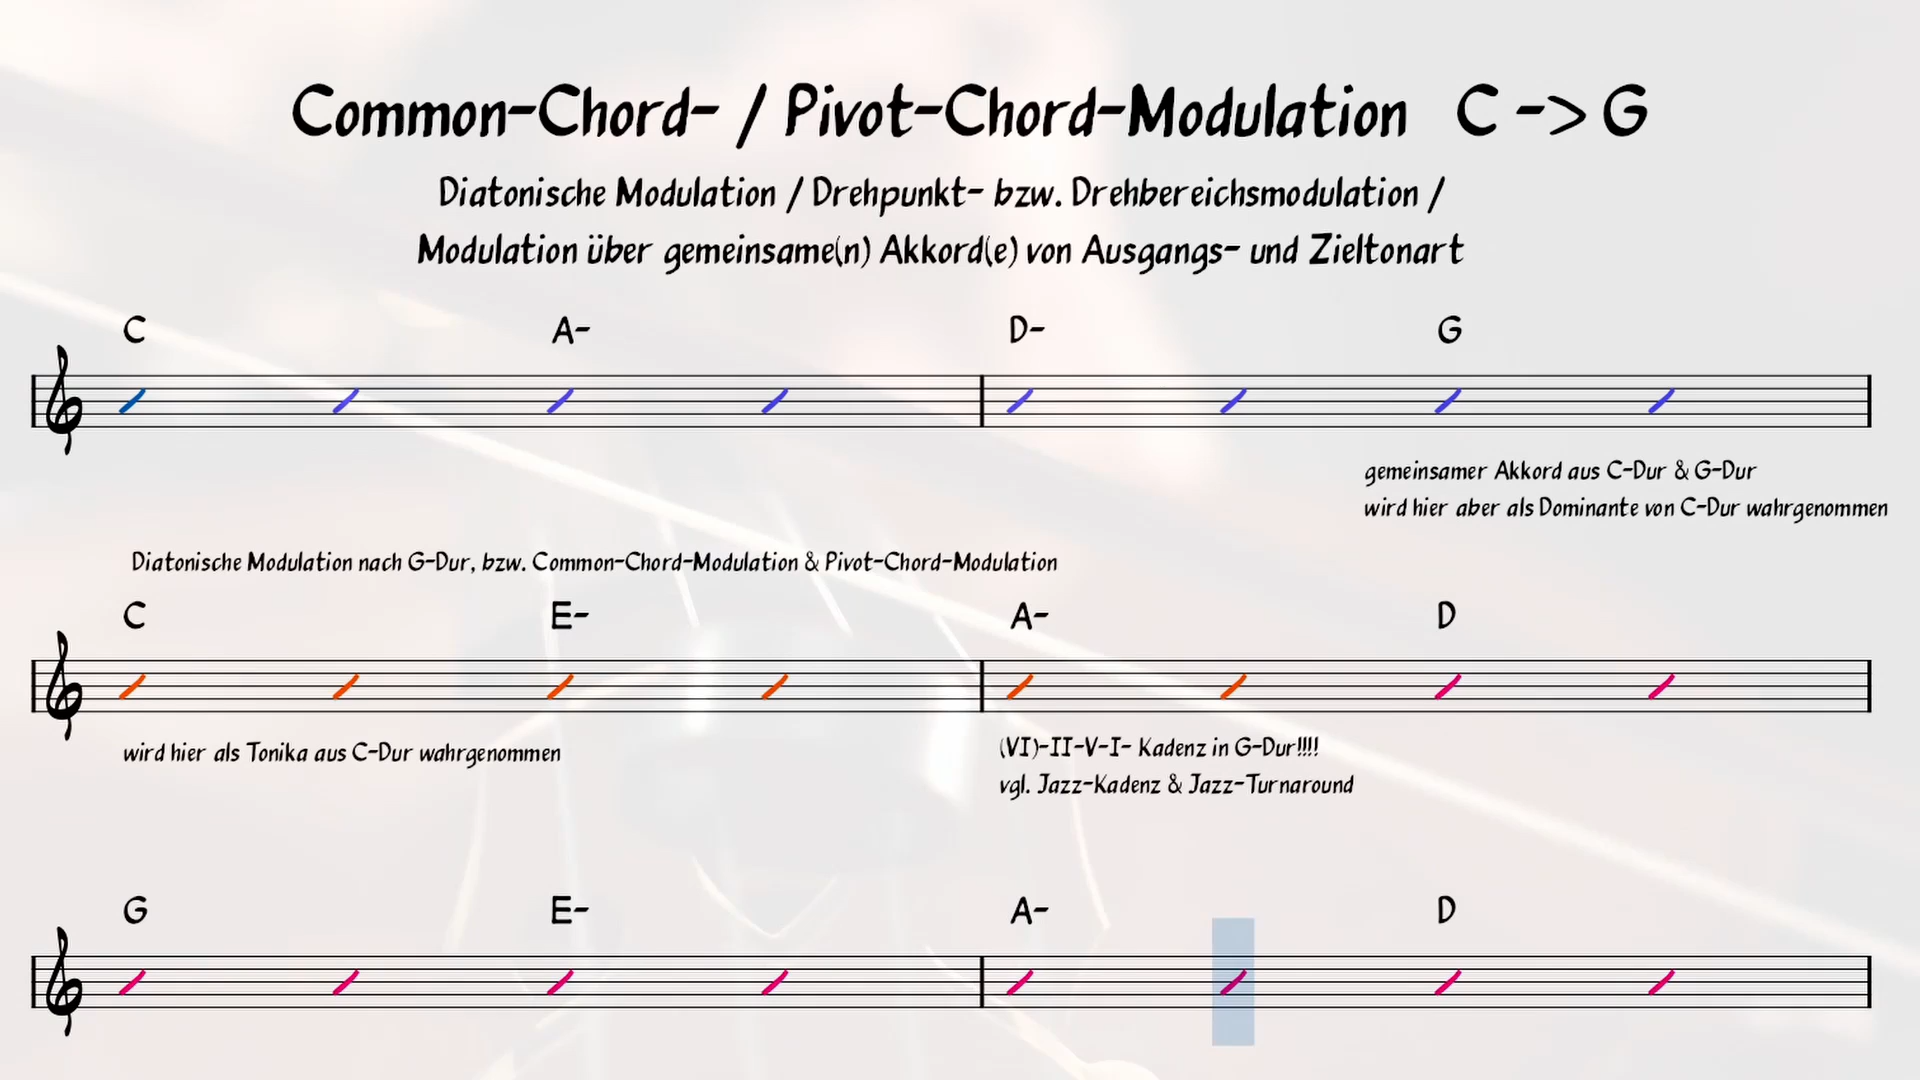 Common-Chord- / Pivot-Chord-Modulation C -> G
Diatonische Modulation / Drehpunkt- bzw. Drehbereichsmodulation /
Modulation über gemeinsame(n) Akkord(e) von Ausgangs- und Zieltonart
C A- D- G
gemeinsamer Akkord aus C-Dur & G-Dur
wird hier aber als Dominante von C-Dur wahrgenommen
Diatonische Modulation nach G-Dur, bzw. Common-Chord-Modulation & Pivot-Chord-Modulation
C E- A- D
wird hier als Tonika aus C-Dur wahrgenommen
(VI)-II-V-I- Kadenz in G-Dur!!!!
vgl. Jazz-Kadenz & Jazz-Turnaround
G E- A- D